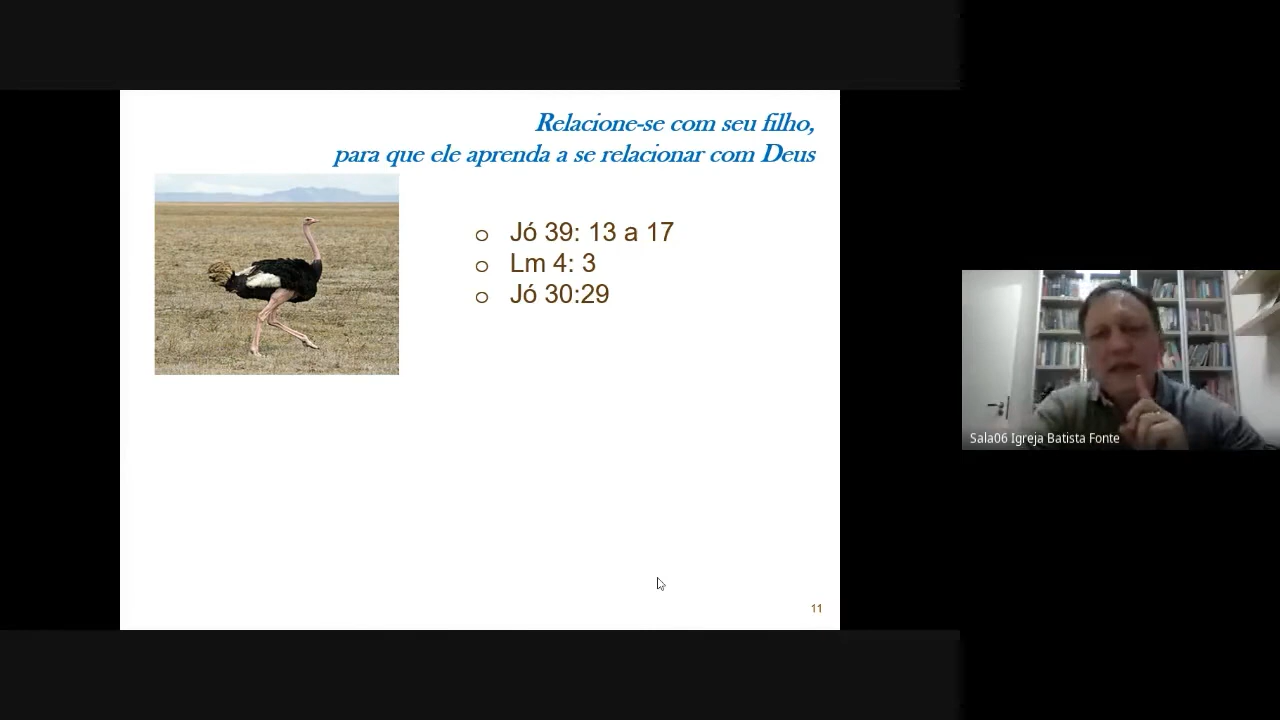 Relacione-se com seu filho,
para que ele aprenda a se relacionar com Deus
Jó 39: 13 a 17
Lm 4: 3
Jó 30:29
11
Sala06 Igreja Batista Fonte